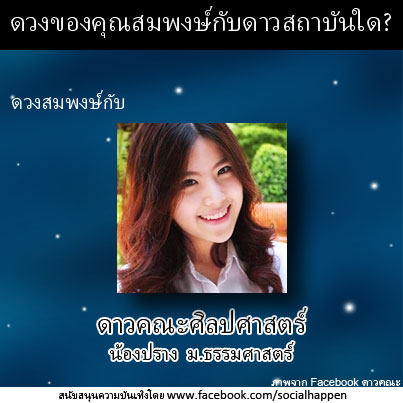 ดวงของคุณสมพงษ์กับดาวสถาบันใด?
ดวงสมพงษ์กับ
ดาวคณะศิลปศาสตร์
น้องปราง ม.ธรรมศาสตร์
ภาพจาก Facebook ดาวคณะ
สนับสนุนความบันเทิงโดย www.facebook.com/socialhappen